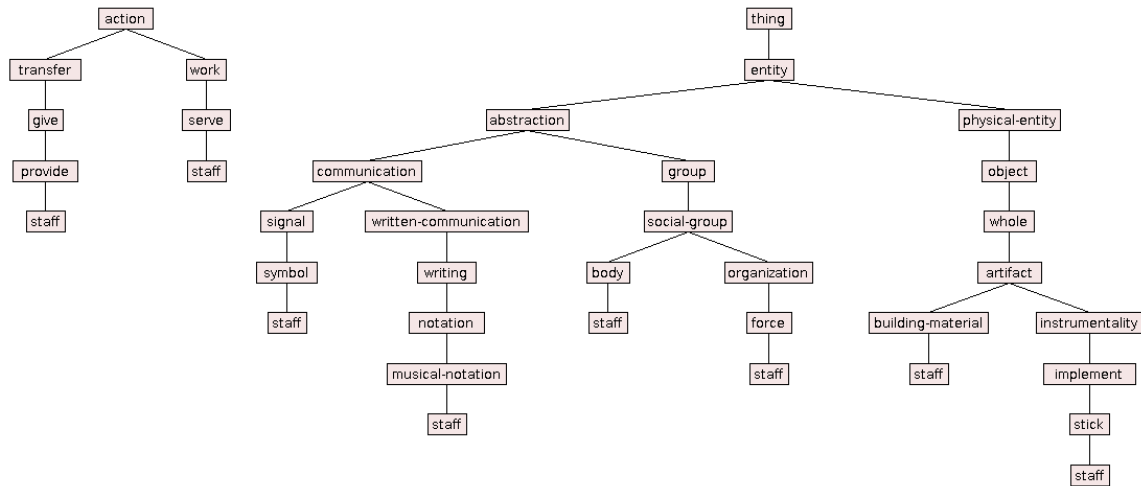 action
thing
transfer
work
entity
give
serve
abstraction
physical-entity
provide
staff
communication
group
object
staff
signal
written-communication
social-group
whole
symbol
writing
body
organization
artifact
staff
notation
staff
force
building-material
instrumentality
musical-notation
staff
staff
implement
staff
stick
staff